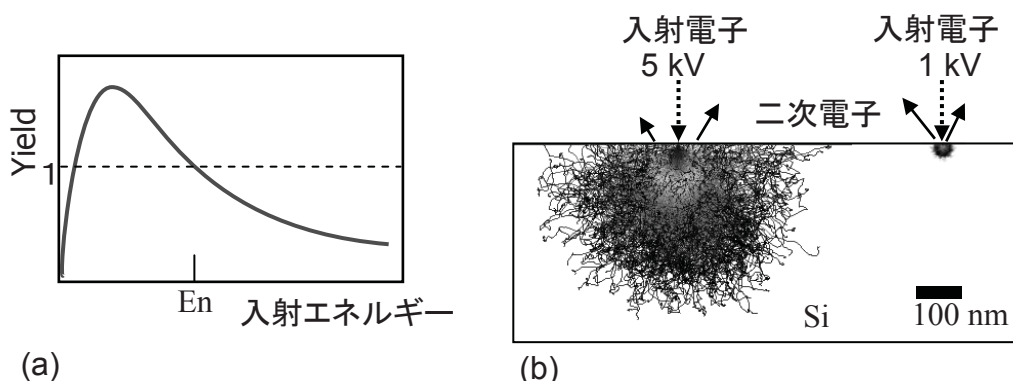 Yield
1
En
入射エネルギー
(a)
入射電子
5 kV
入射電子
1 kV
二次電子
Si
100 nm
(b)